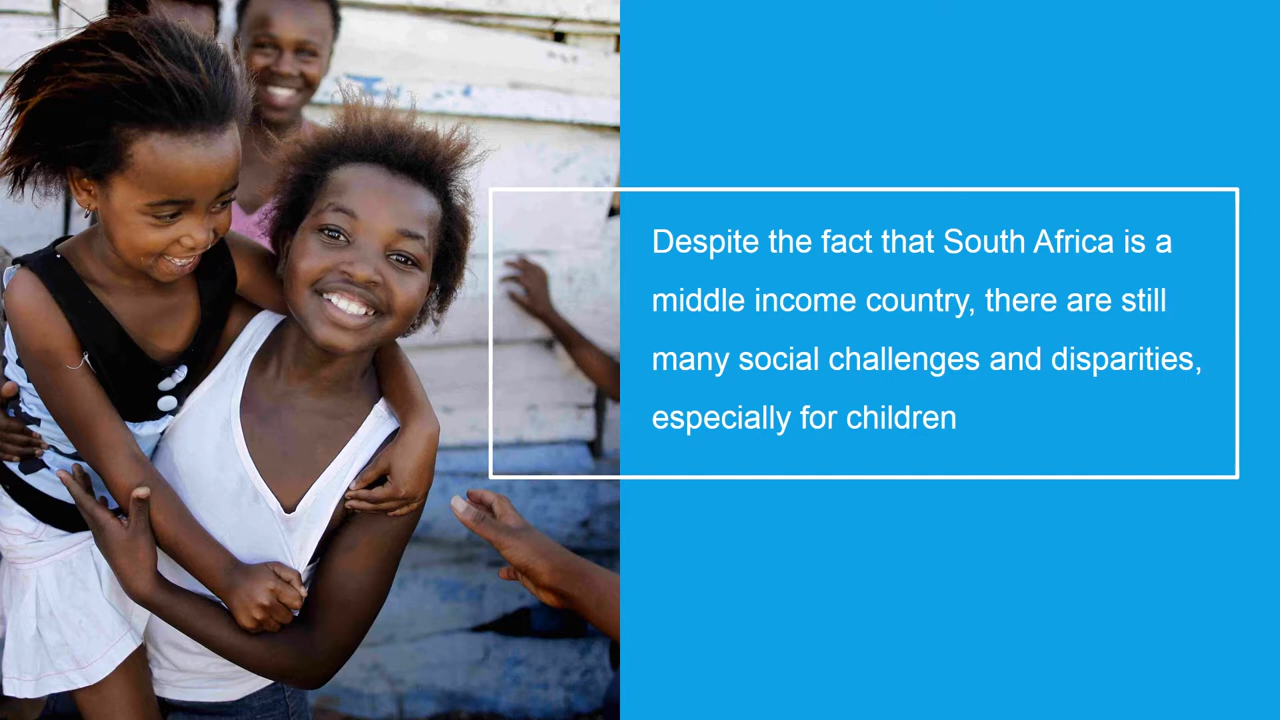 Despite the fact that South Africa is a
middle income country, there are still
many social challenges and disparities,
especially for children